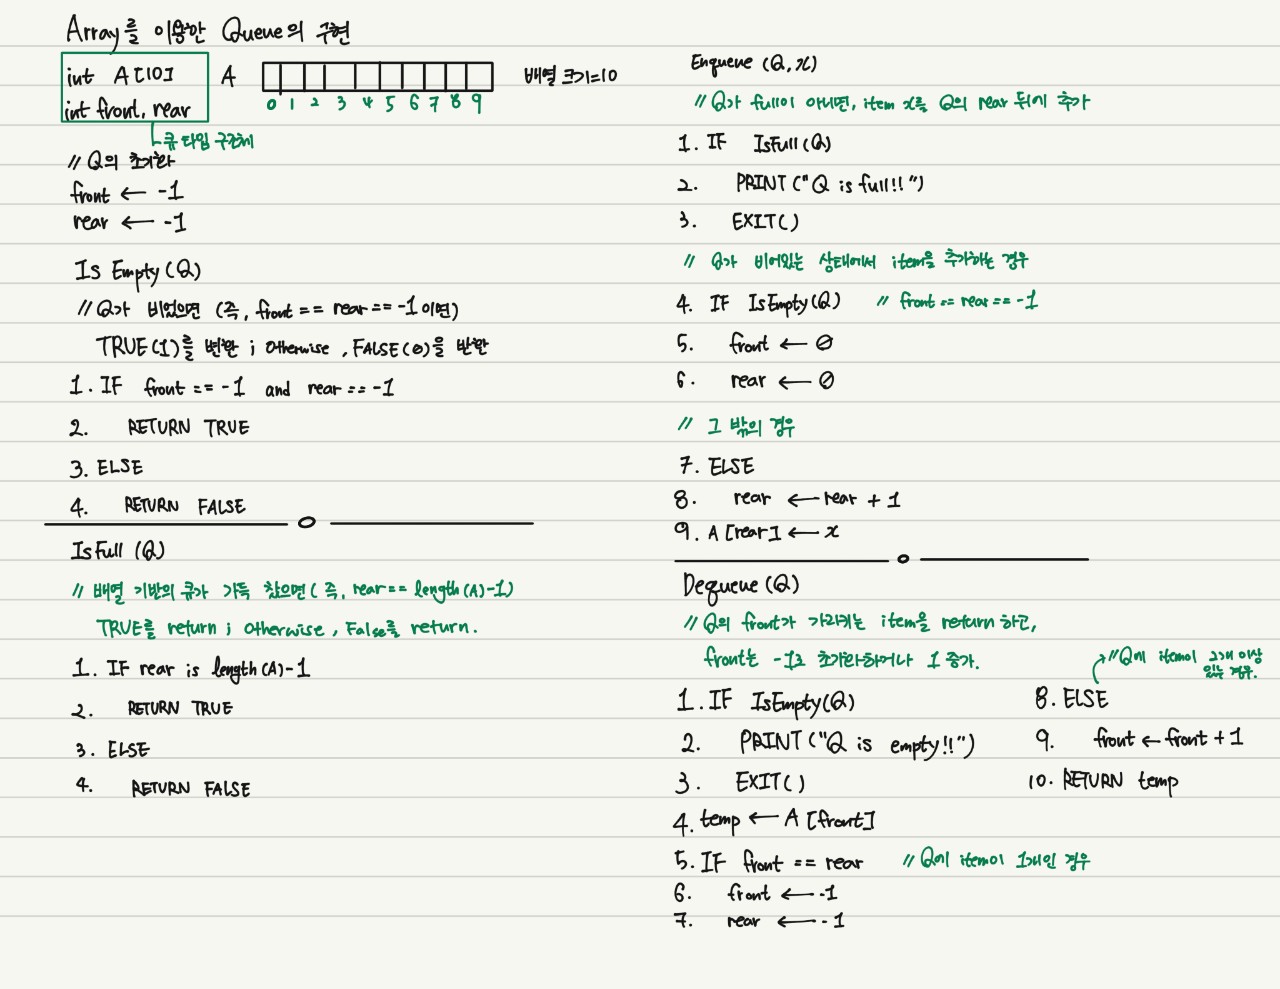 Array를 이용한 Queue의 구현
int A[10]
int front, rear
A
0 1 2 3 4 5 6 7 8 9
배열 크기=10
큐 타입 구조체
// Q의 초기화
front ← -1
rear ← -1
Is Empty(Q)
// Q가 비었으면 (즉, front == rear == -1 이면)
TRUE(1)를 반환 ; otherwise, FALSE(0)을 반환
1. IF front == -1 and rear == -1
2. RETURN TRUE
3. ELSE
4. RETURN FALSE
IsFull (Q)
// 배열 기반의 큐가 가득 찼으면 ( 즉, rear == length(A)-1)
TRUE를 return ; otherwise, False를 return.
1. IF rear is length(A)-1
2. RETURN TRUE
3. ELSE
4. RETURN FALSE
Enqueue (Q, x)
// Q가 full이 아니면, item x를 Q의 rear 뒤에 추가
1. IF IsFull(Q)
2. PRINT("Q is full!!")
3. EXIT()
// Q가 비어있는 상태에서 item을 추가하는 경우
4. IF IsEmpty(Q) // front == rear == -1
5. front ← 0
6. rear ← 0
// 그 밖의 경우
7. ELSE
8. rear ← rear + 1
9. A[rear] ← x
Dequeue (Q)
// Q의 front가 가리키는 item을 return 하고,
front는 -1로 초기화하거나 1 증가.
1. IF IsEmpty(Q)
2. PRINT("Q is empty!!")
3. EXIT()
4. temp ← A [front]
5. IF front == rear // Q에 item이 1개인 경우
6. front ← -1
7. rear ← -1
// Q에 item이 2개 이상
있는 경우.
8. ELSE
9. front ← front + 1
10. RETURN temp